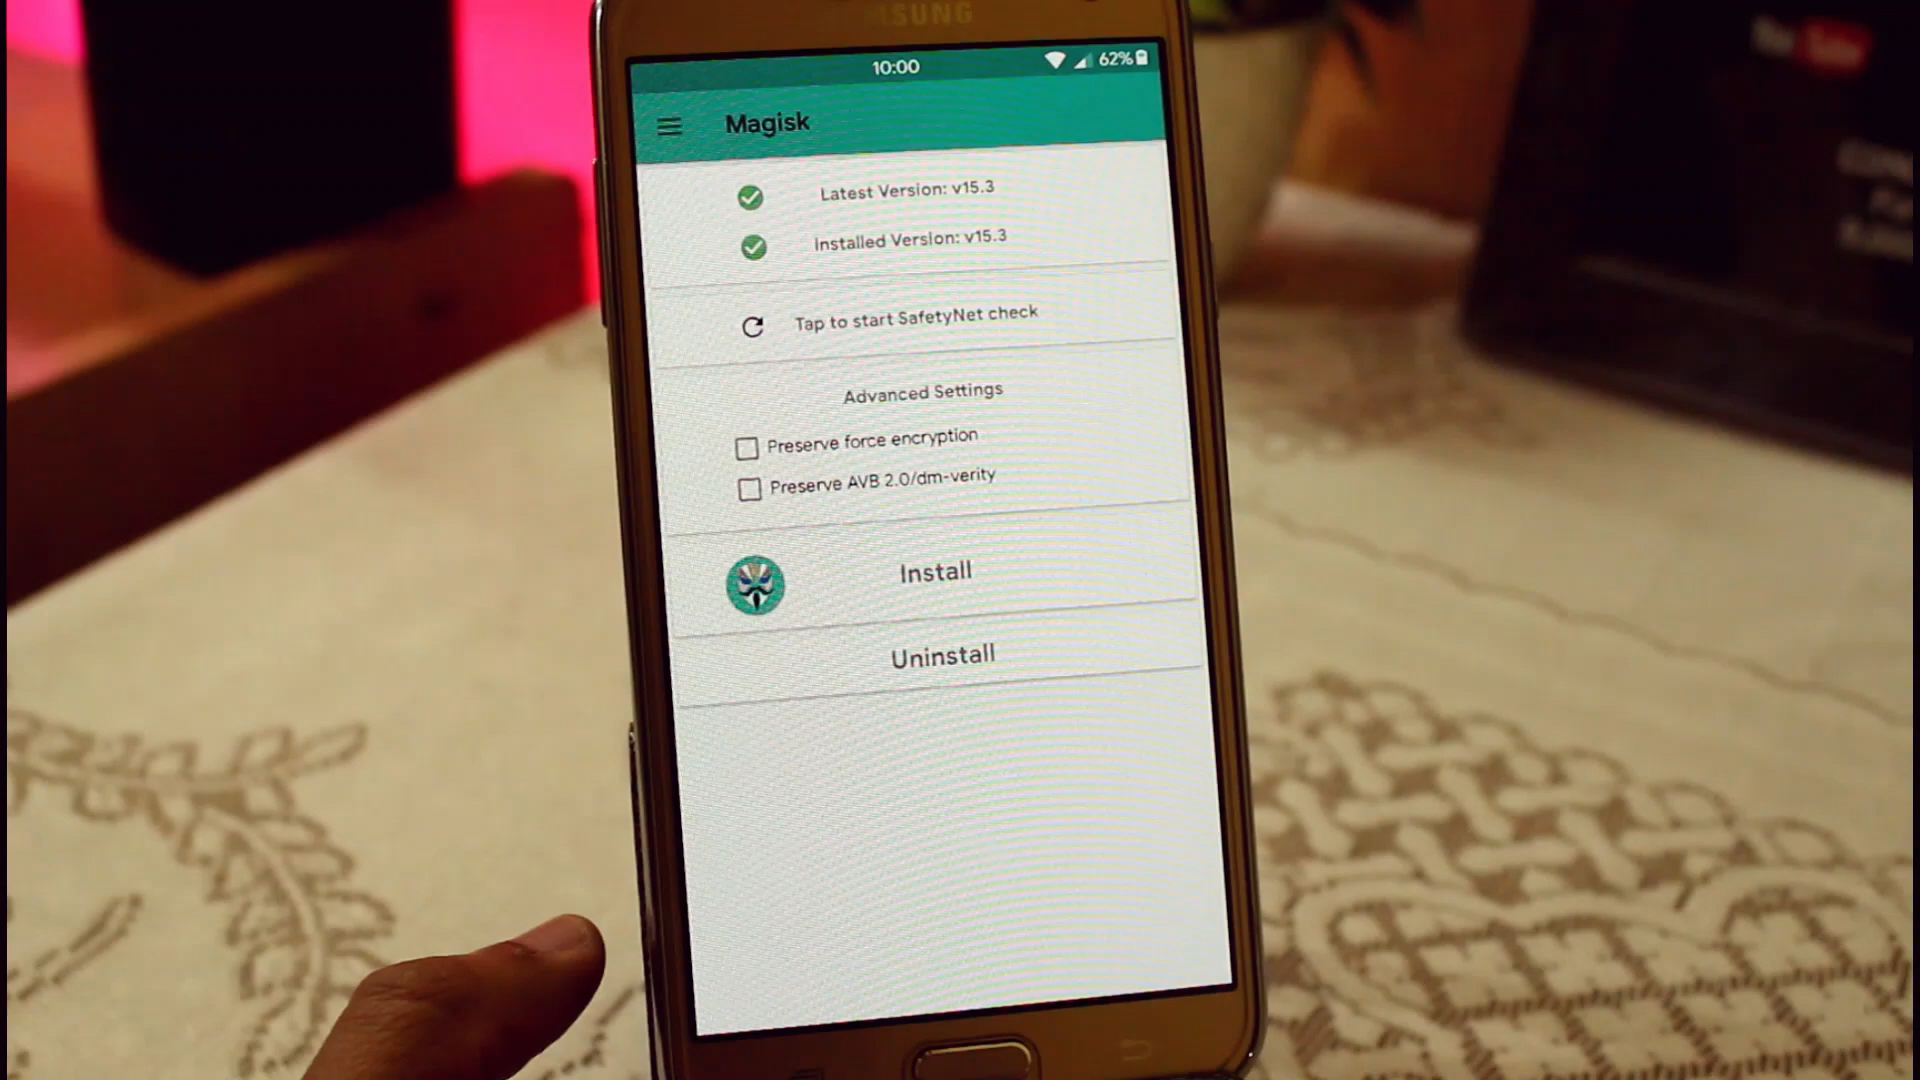 SAMSUNG
10:00 62%
Magisk
Latest Version: v15.3
Installed Version: v15.3
Tap to start SafetyNet check
Advanced Settings
Preserve force encryption
Preserve AVB 2.0/dm-verity
Install
Uninstall
YouTube